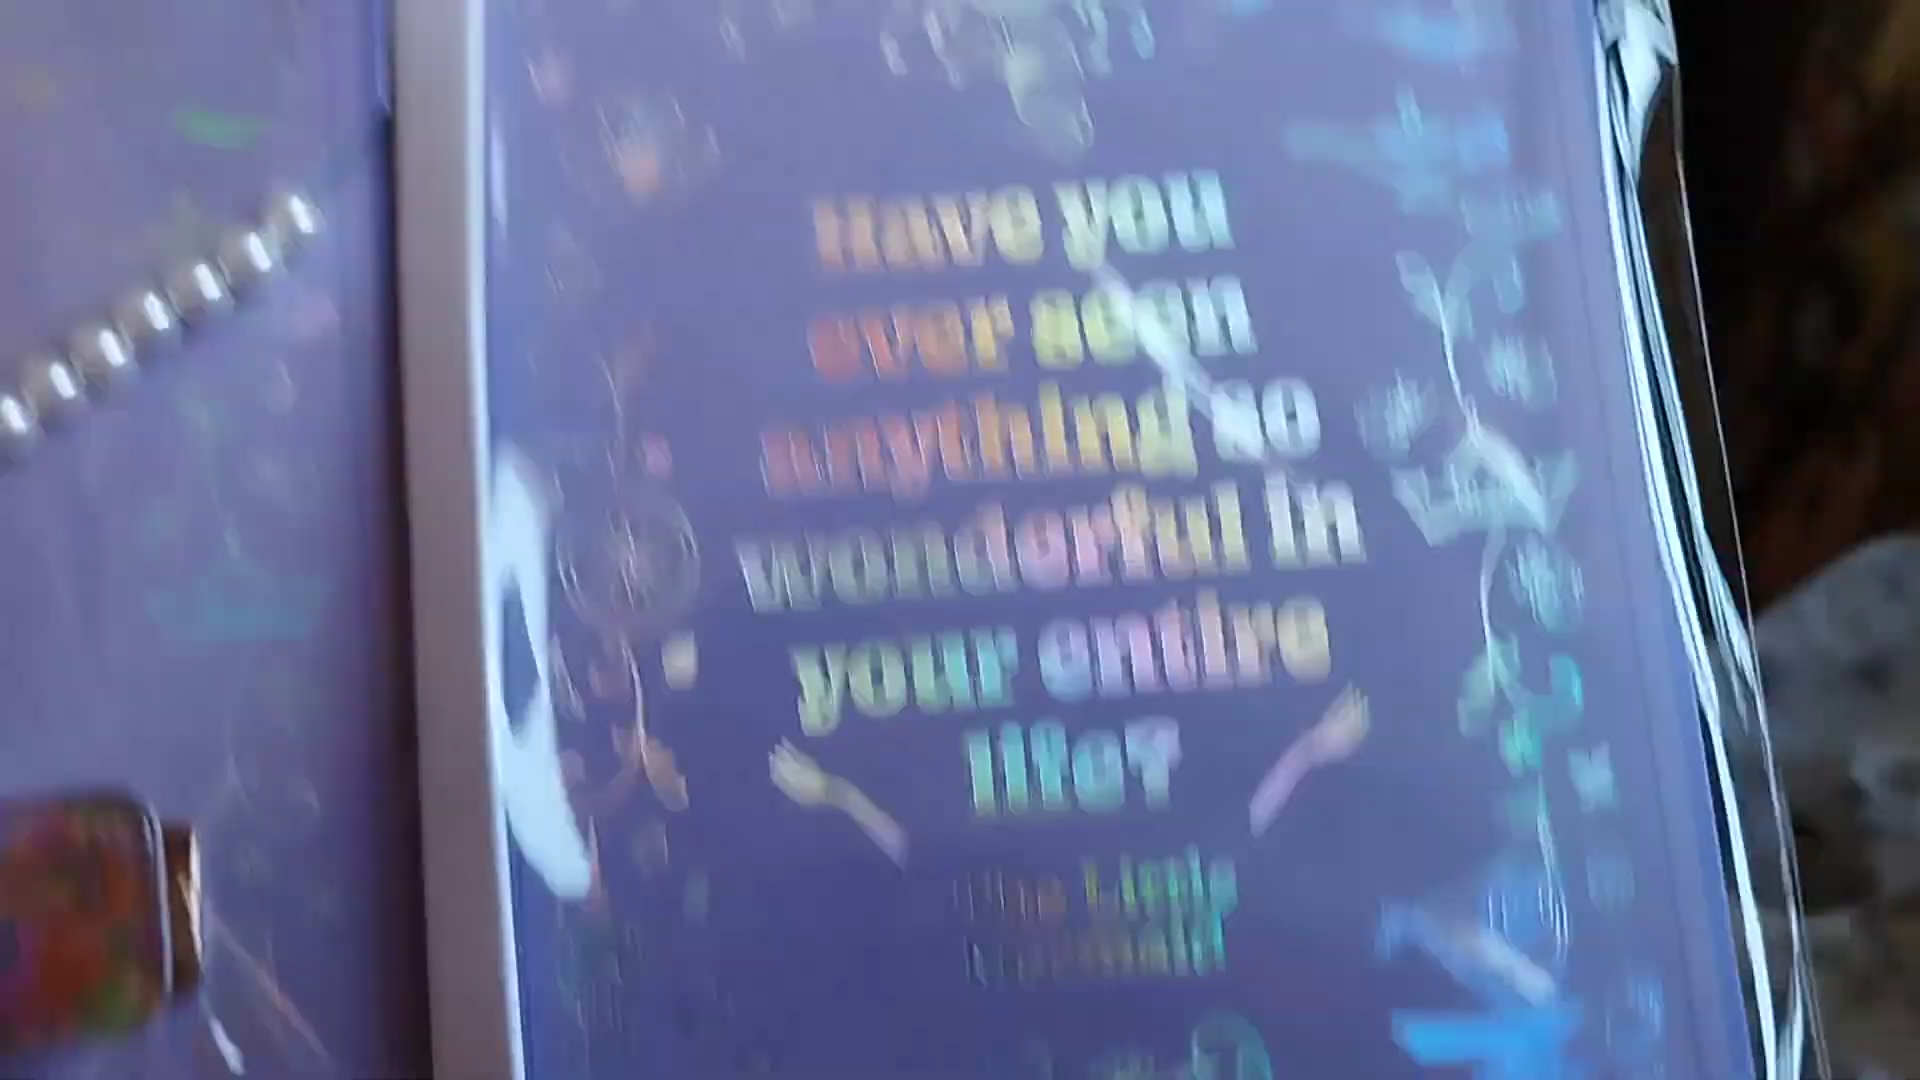 Have you
ever seen
anything so
wonderful in
your entire
life?
The Little
Mermaid